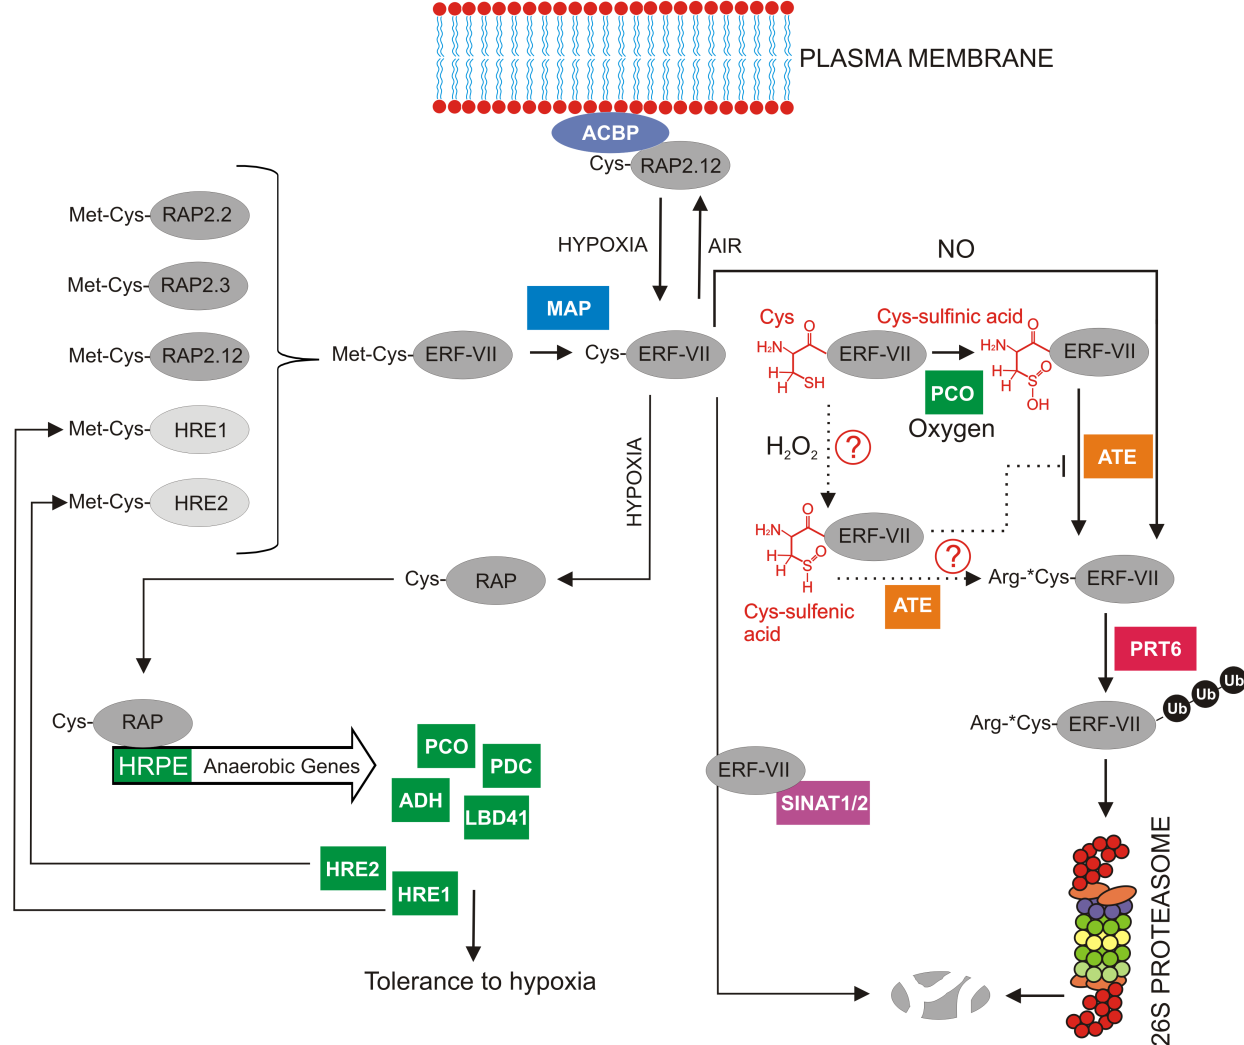 PLASMA MEMBRANE
ACBP
Cys-RAP2.12
Met-Cys-RAP2.2
HYPOXIA
AIR
NO
Met-Cys-RAP2.3
MAP
Cys
Cys-sulfinic acid
Met-Cys-RAP2.12
Met-Cys-ERF-VII
Cys-ERF-VII
O
H₂N
SH
H
H
ERF-VII
O
H₂N
H
H
S
O
OH
ERF-VII
PCO
Oxygen
Met-Cys-HRE1
H₂O₂
?
ATE
Met-Cys-HRE2
HYPOXIA
O
H₂N
H
H
S
O
H
ERF-VII
?
Cys-RAP
Arg-*Cys-ERF-VII
Cys-sulfenic
acid
ATE
PRT6
Cys-RAP
Arg-*Cys-ERF-VII
Ub
Ub
Ub
HRPE
Anaerobic Genes
PCO
PDC
ADH
LBD41
ERF-VII
SINAT1/2
HRE2
HRE1
26S PROTEASOME
Tolerance to hypoxia